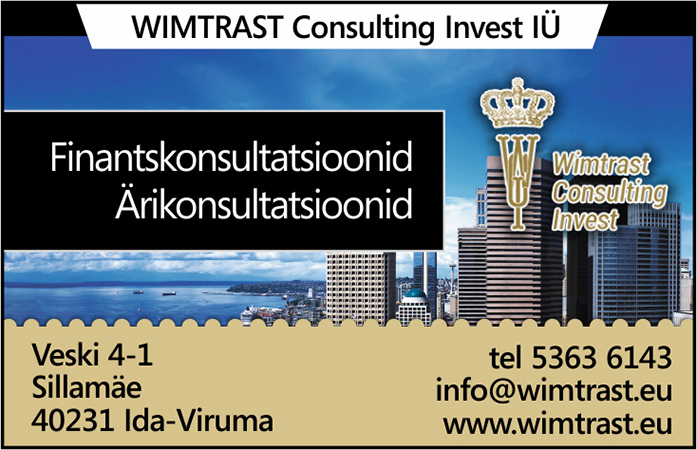 WIMTRAST Consulting Invest IÜ
Finantskonsultatsioonid
Ärikonsultatsioonid
Wimtrast
Consulting
Invest
Veski 4-1
Sillamäe
40231 Ida-Viruma
tel 5363 6143
info@wimtrast.eu
www.wimtrast.eu